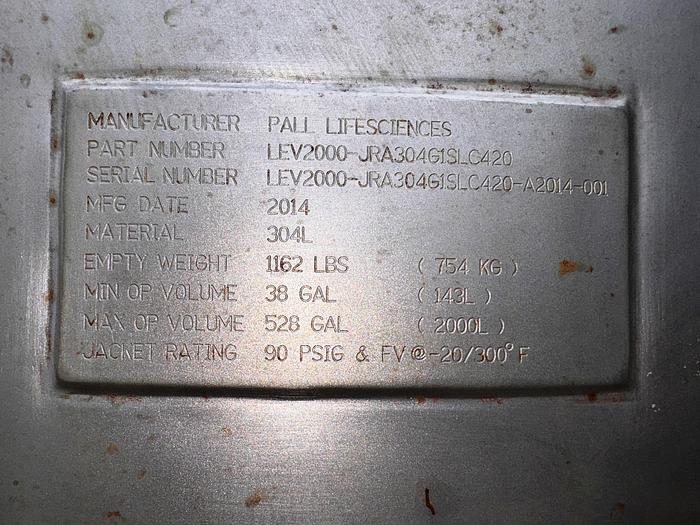 MANUFACTURER PALL LIFESCIENCES
PART NUMBER LEV2000-JRA304G1SLC420
SERIAL NUMBER LEV2000-JRA304G1SLC420-A2014-001
MFG DATE 2014
MATERIAL 304L
EMPTY WEIGHT 1162 LBS ( 754 KG )
MIN OP VOLUME 38 GAL ( 143L )
MAX OP VOLUME 528 GAL ( 2000L )
JACKET RATING 90 PSIG & FV@-20/300°F